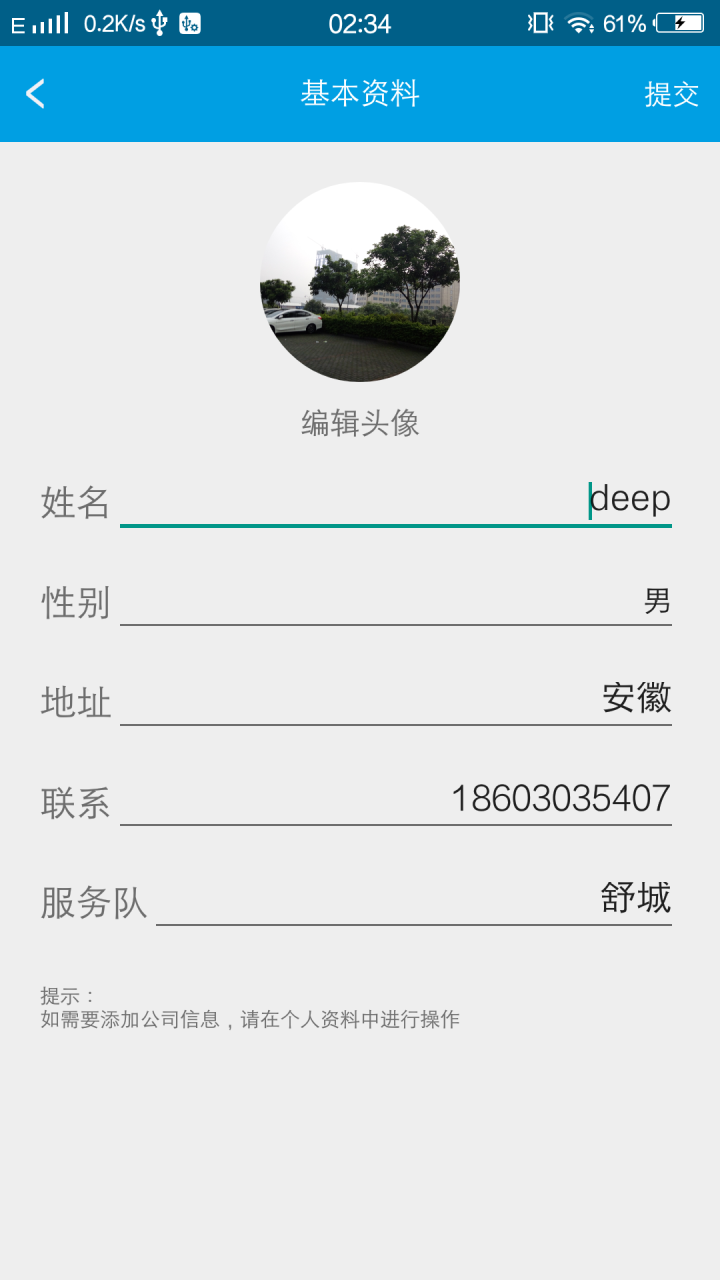 E 0.2K/s 02:34 61%
基本资料 提交
编辑头像
姓名 deep
性别 男
地址 安徽
联系 18603035407
服务队 舒城
提示：
如需要添加公司信息，请在个人资料中进行操作